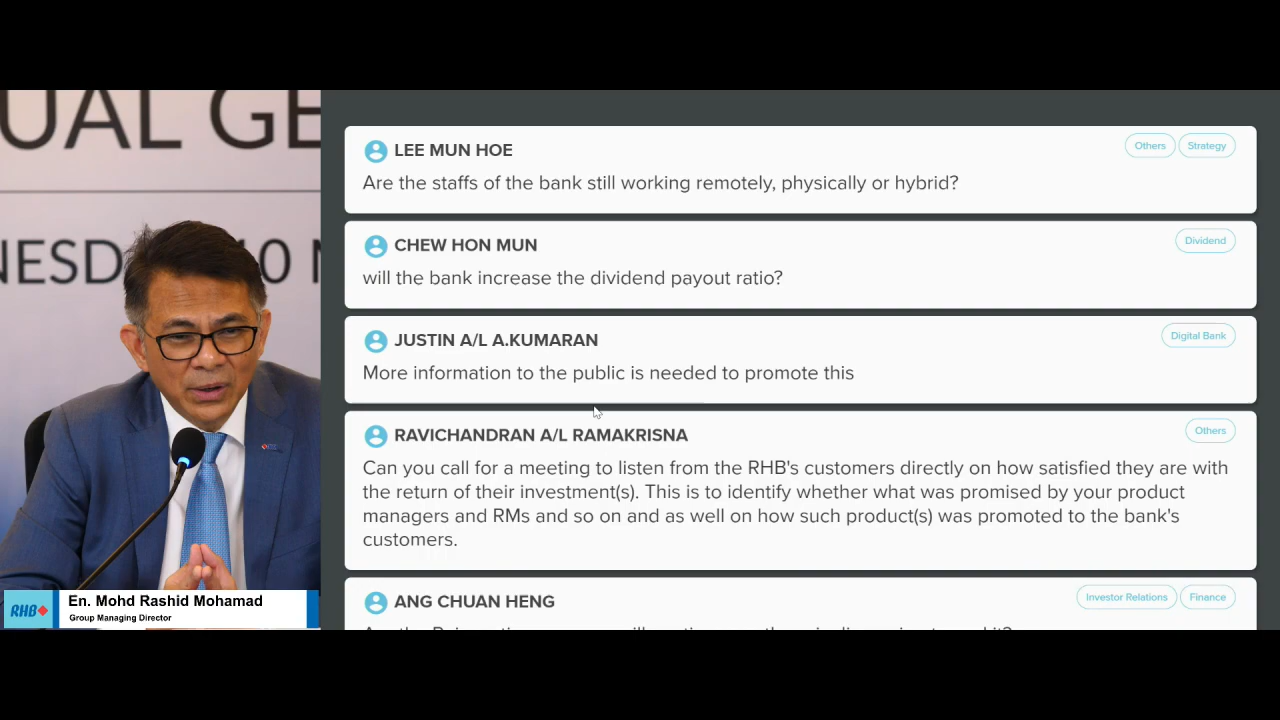 UAL GE
NESD 10
RHB
En. Mohd Rashid Mohamad
Group Managing Director
LEE MUN HOE
Others
Strategy
Are the staffs of the bank still working remotely, physically or hybrid?
CHEW HON MUN
Dividend
will the bank increase the dividend payout ratio?
JUSTIN A/L A.KUMARAN
Digital Bank
More information to the public is needed to promote this
RAVICHANDRAN A/L RAMAKRISNA
Others
Can you call for a meeting to listen from the RHB's customers directly on how satisfied they are with
the return of their investment(s). This is to identify whether what was promised by your product
managers and RMs and so on and as well on how such product(s) was promoted to the bank's
customers.
ANG CHUAN HENG
Investor Relations
Finance